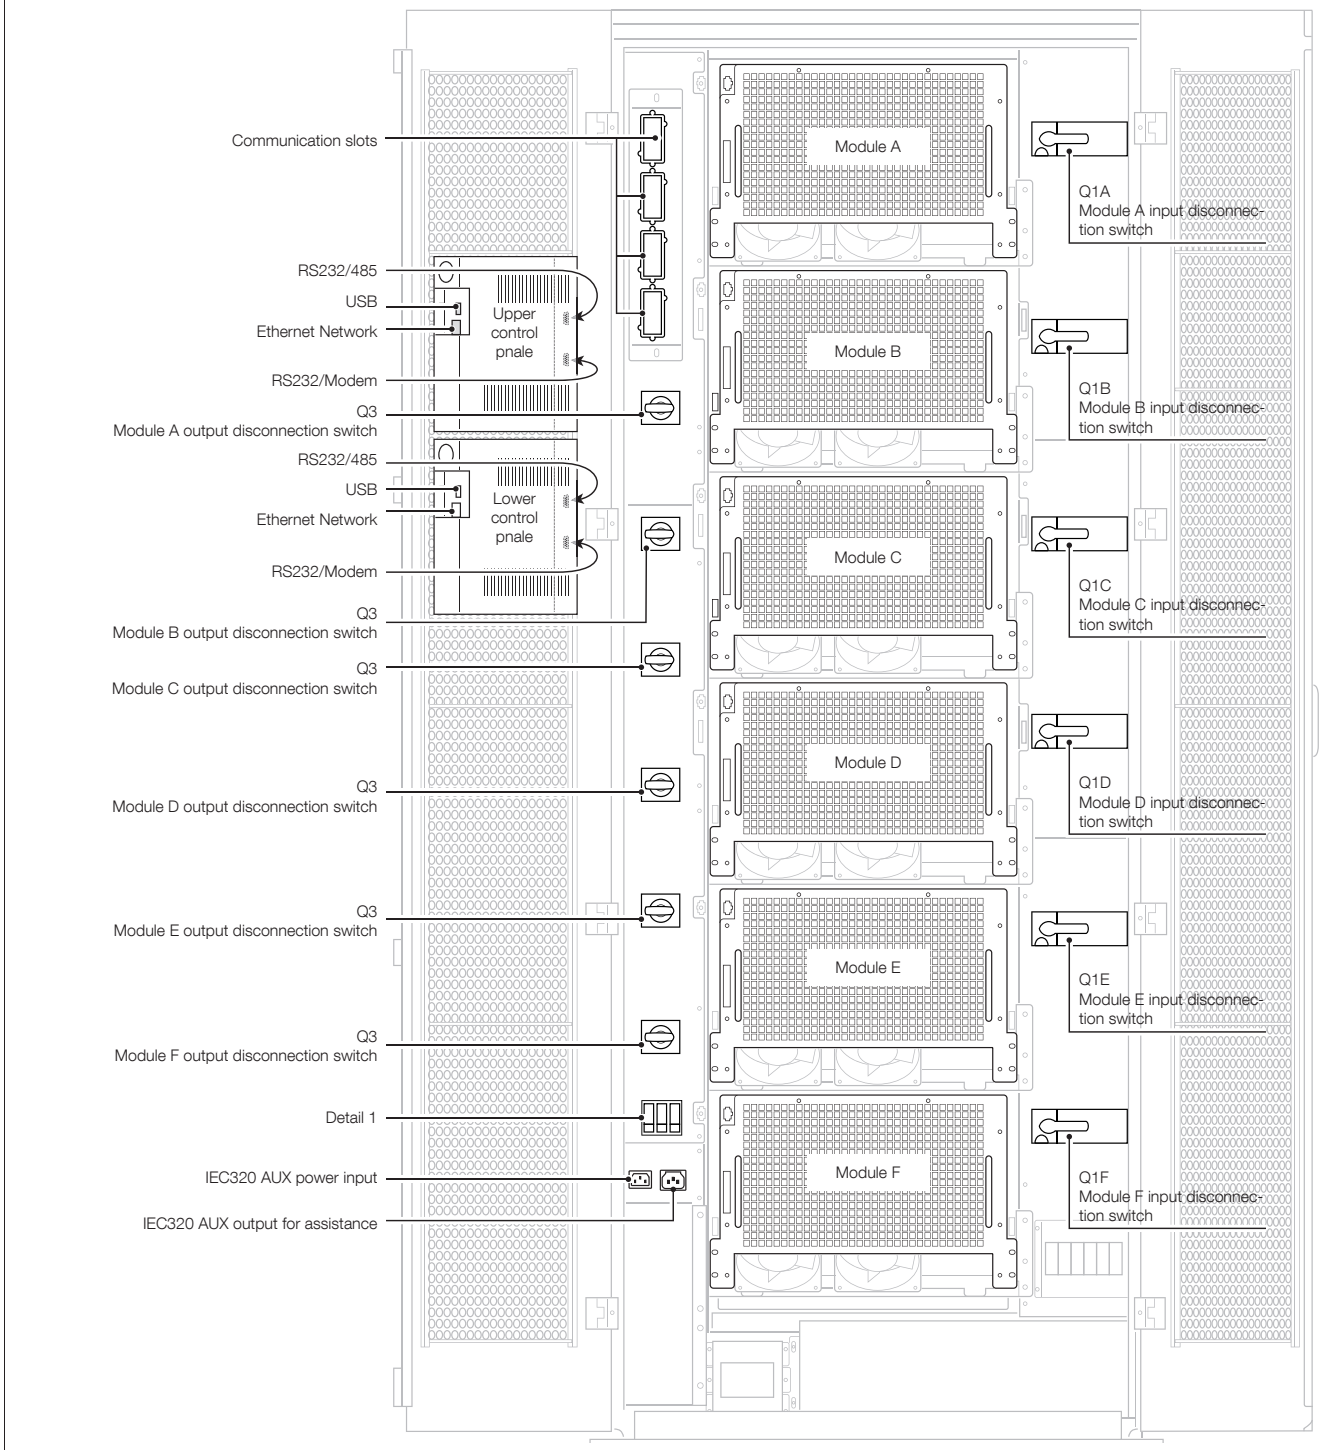 Communication slots
RS232/485
USB
Ethernet Network
RS232/Modem
Upper
control
pnale
Q3
Module A output disconnection switch
RS232/485
USB
Ethernet Network
RS232/Modem
Lower
control
pnale
Q3
Module B output disconnection switch
Q3
Module C output disconnection switch
Q3
Module D output disconnection switch
Q3
Module E output disconnection switch
Q3
Module F output disconnection switch
Detail 1
IEC320 AUX power input
IEC320 AUX output for assistance
Module A
Module B
Module C
Module D
Module E
Module F
Q1A
Module A input disconnec-
tion switch
Q1B
Module B input disconnec-
tion switch
Q1C
Module C input disconnec-
tion switch
Q1D
Module D input disconnec-
tion switch
Q1E
Module E input disconnec-
tion switch
Q1F
Module F input disconnec-
tion switch